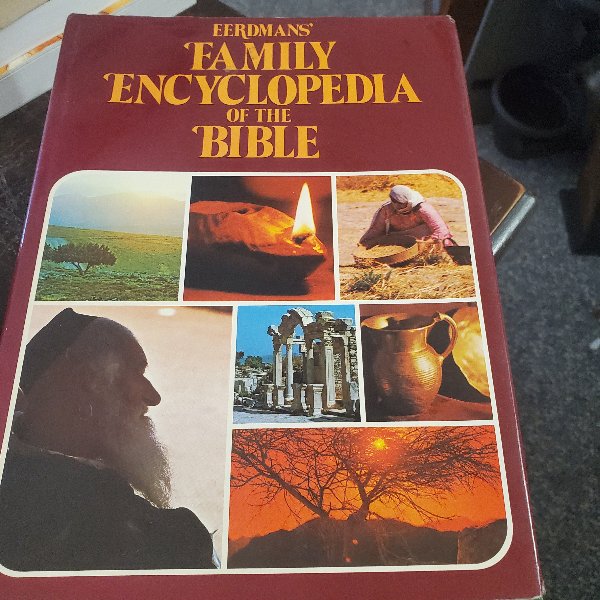 EERDMANS'
FAMILY
ENCYCLOPEDIA
OF THE
BIBLE